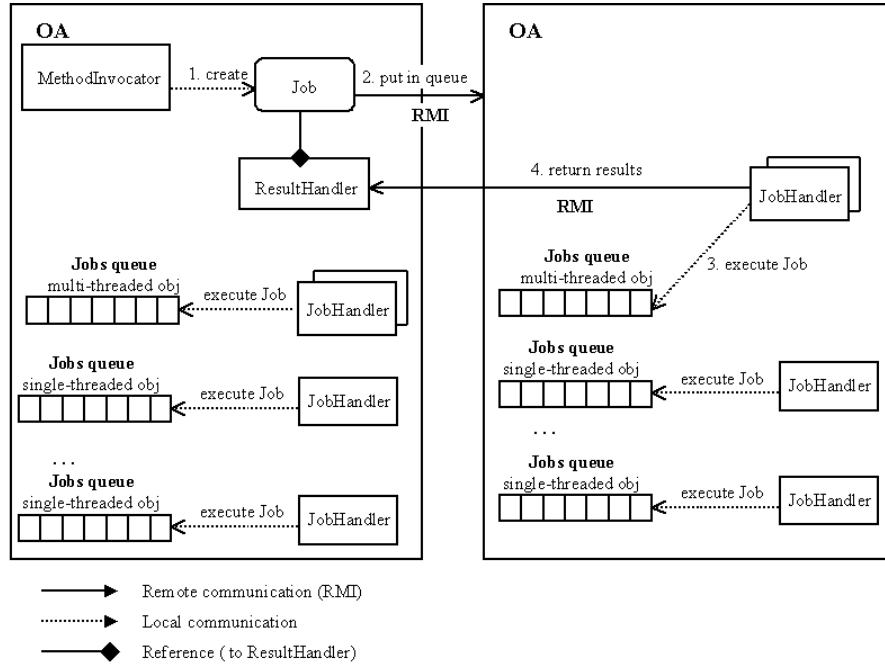 OA
MethodInvocator
1. create
Job
2. put in queue
RMI
ResultHandler
Jobs queue
multi-threaded obj
execute Job
JobHandler
Jobs queue
single-threaded obj
execute Job
JobHandler
...
Jobs queue
single-threaded obj
execute Job
JobHandler
OA
4. return results
RMI
JobHandler
3. execute Job
Jobs queue
multi-threaded obj
Jobs queue
single-threaded obj
execute Job
JobHandler
...
Jobs queue
single-threaded obj
execute Job
JobHandler
Remote communication (RMI)
Local communication
Reference ( to ResultHandler)